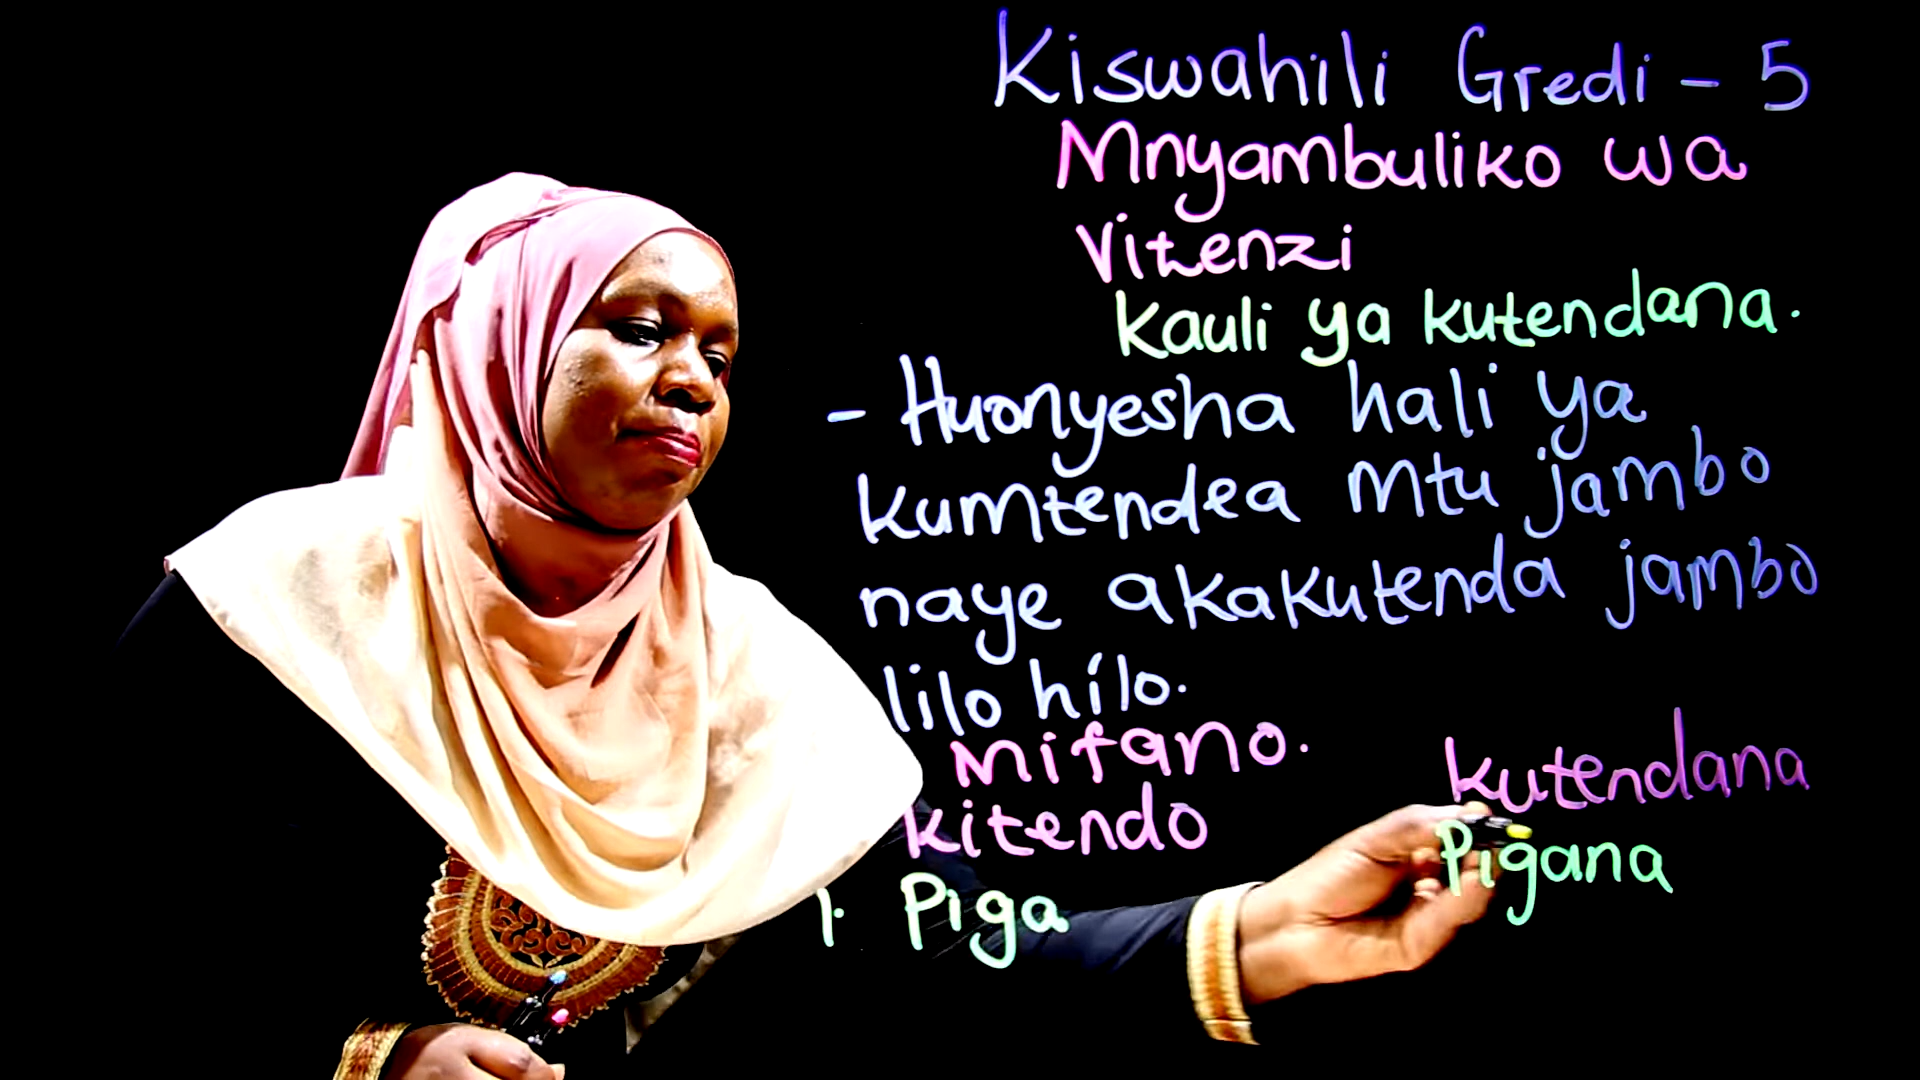 Kiswahili Gredi - 5
Mnyambuliko wa
Vitenzi
Kauli ya kutendana.
- Huonyesha hali ya
kumtendea mtu jambo
naye akakutenda jambo
lilo hilo.
Mifano.
kitendo kutendana
1. Piga Pigana